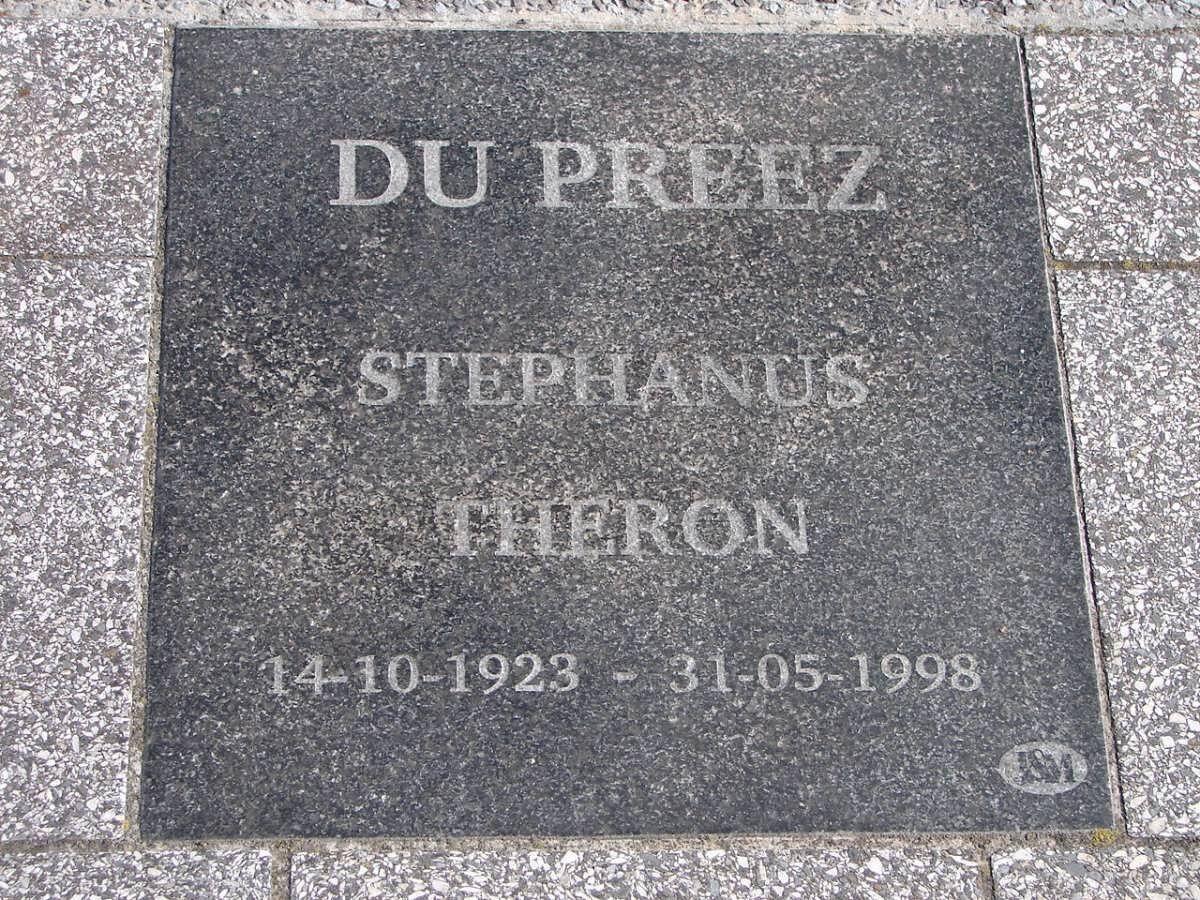 DU PREEZ
STEPHANUS
THERON
14-10-1923 - 31-05-1998